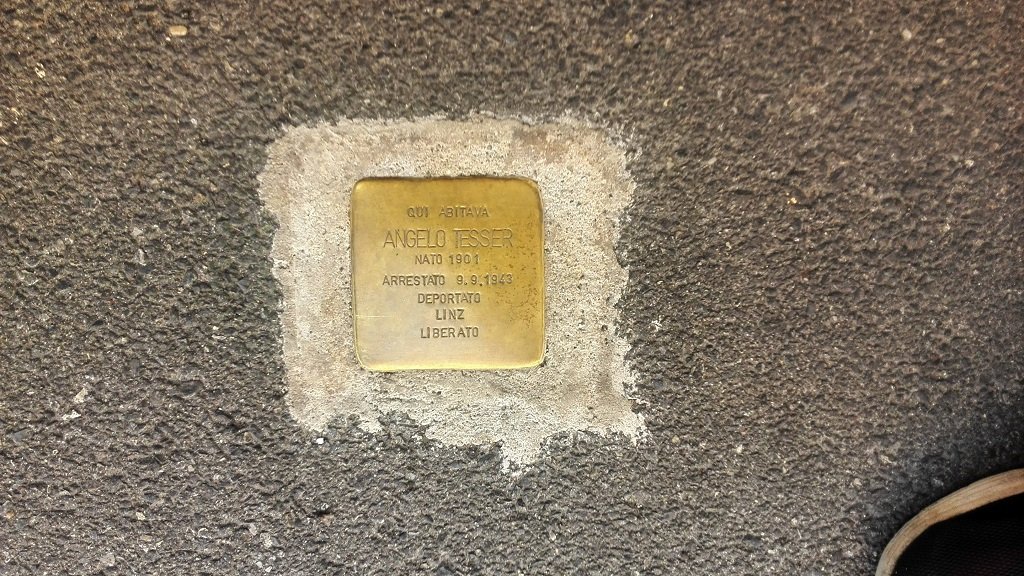 QUI ABITAVA
ANGELO TESSER
NATO 1901
ARRESTATO 9.9.1943
DEPORTATO
LINZ
LIBERATO